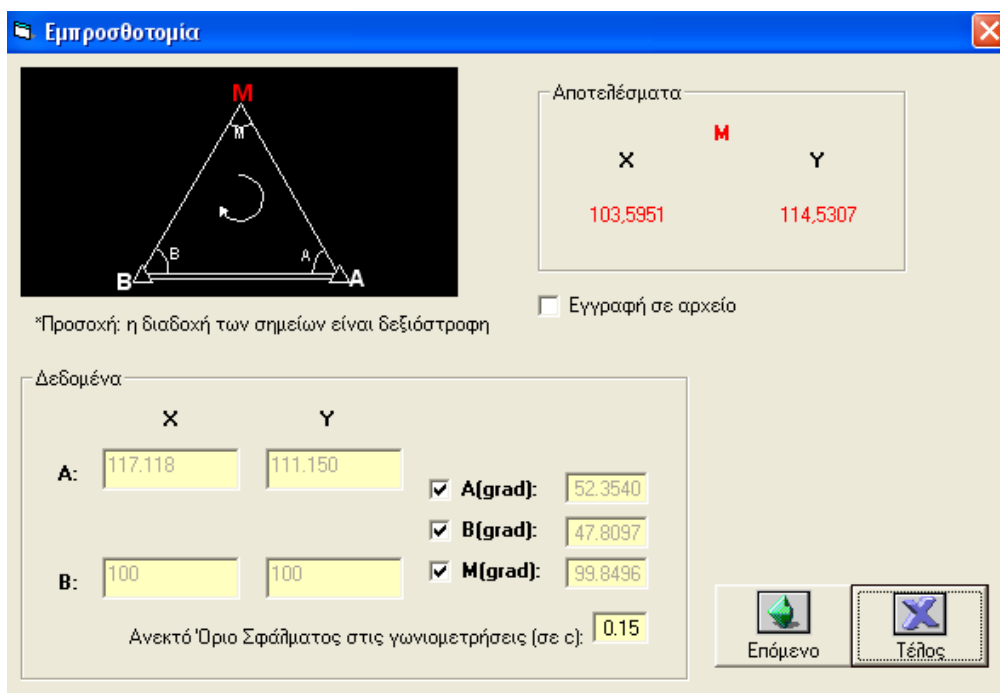 Εμπροσθοτομία
M
M
B
A
B
A
*Προσοχή: η διαδοχή των σημείων είναι δεξιόστροφη
Αποτελέσματα
M
X Y
103,5951 114,5307
Εγγραφή σε αρχείο
Δεδομένα
X Y
A: 117.118 111.150
A(grad): 52.3540
B(grad): 47.8097
B: 100 100
M(grad): 99.8496
Ανεκτό Όριο Σφάλματος στις γωνιομετρήσεις (σε c): 0.15
Επόμενο
Τέλος